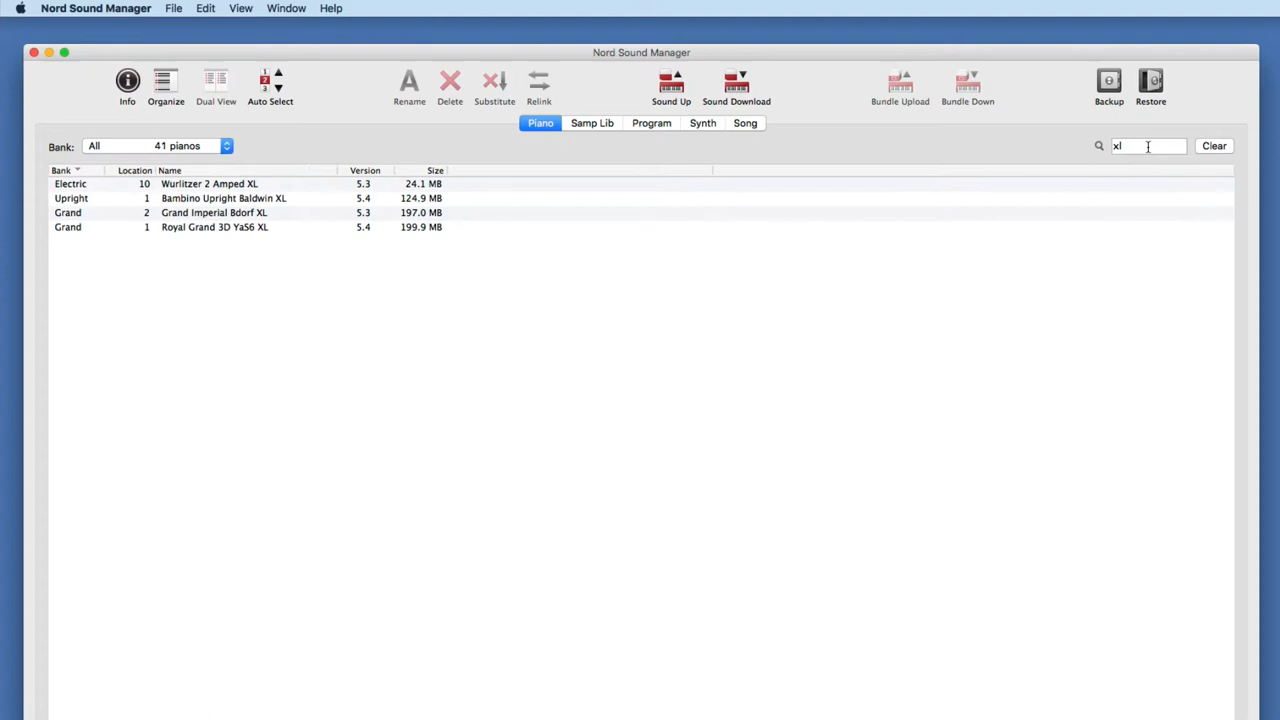 Nord Sound Manager File Edit View Window Help
Nord Sound Manager
1 2 3
Info Organize Dual View Auto Select Rename Delete Substitute Relink Sound Up Sound Download Bundle Upload Bundle Down Backup Restore
Piano Samp Lib Program Synth Song
Bank: All 41 pianos xl Clear
Bank Location Name Version Size
Electric 10 Wurlitzer 2 Amped XL 5.3 24.1 MB
Upright 1 Bambino Upright Baldwin XL 5.4 124.9 MB
Grand 2 Grand Imperial Bdorf XL 5.3 197.0 MB
Grand 1 Royal Grand 3D YaS6 XL 5.4 199.9 MB